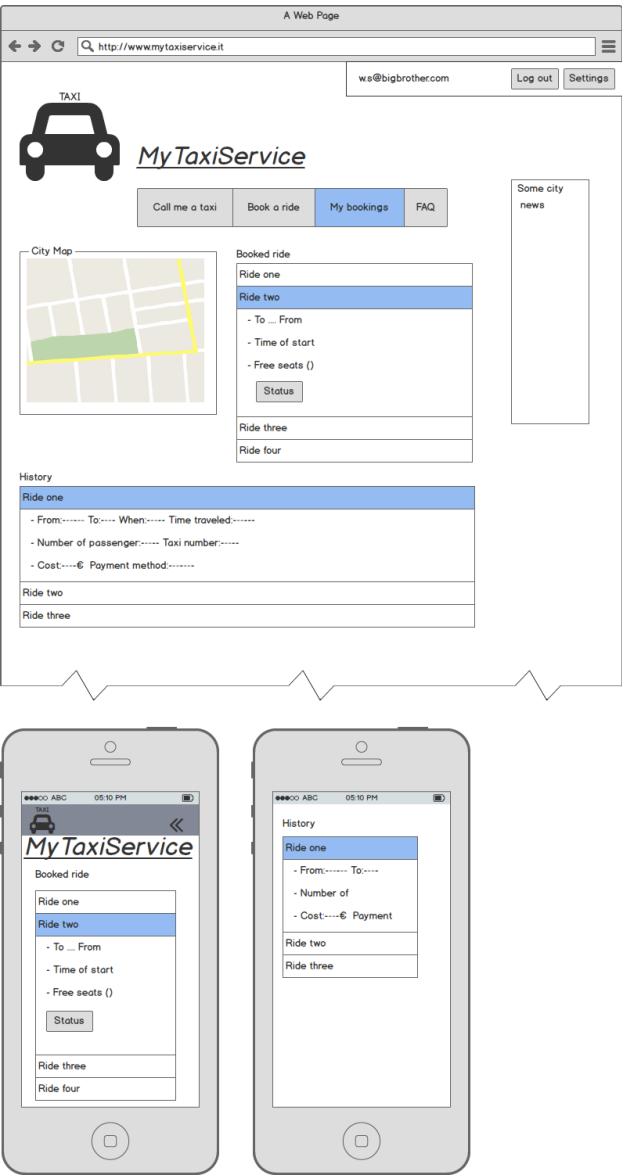 A Web Page
http://www.mytaxiservice.it
w.s@bigbrother.com
Log out
Settings
TAXI
MyTaxiService
Call me a taxi
Book a ride
My bookings
FAQ
Some city
news
City Map
Booked ride
Ride one
Ride two
- To .... From
- Time of start
- Free seats ()
Status
Ride three
Ride four
History
Ride one
- From:------ To:---- When:----- Time traveled:------
- Number of passenger:----- Taxi number:-----
- Cost:----€ Payment method:-------
Ride two
Ride three
ABC 05:10 PM
TAXI
MyTaxiService
Booked ride
Ride one
Ride two
- To .... From
- Time of start
- Free seats ()
Status
Ride three
Ride four
ABC 05:10 PM
History
Ride one
- From:------ To:----
- Number of
- Cost:----€ Payment
Ride two
Ride three